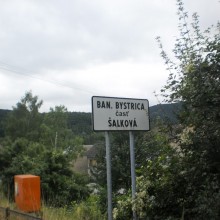 BAN. BYSTRICA
časť
ŠALKOVÁ